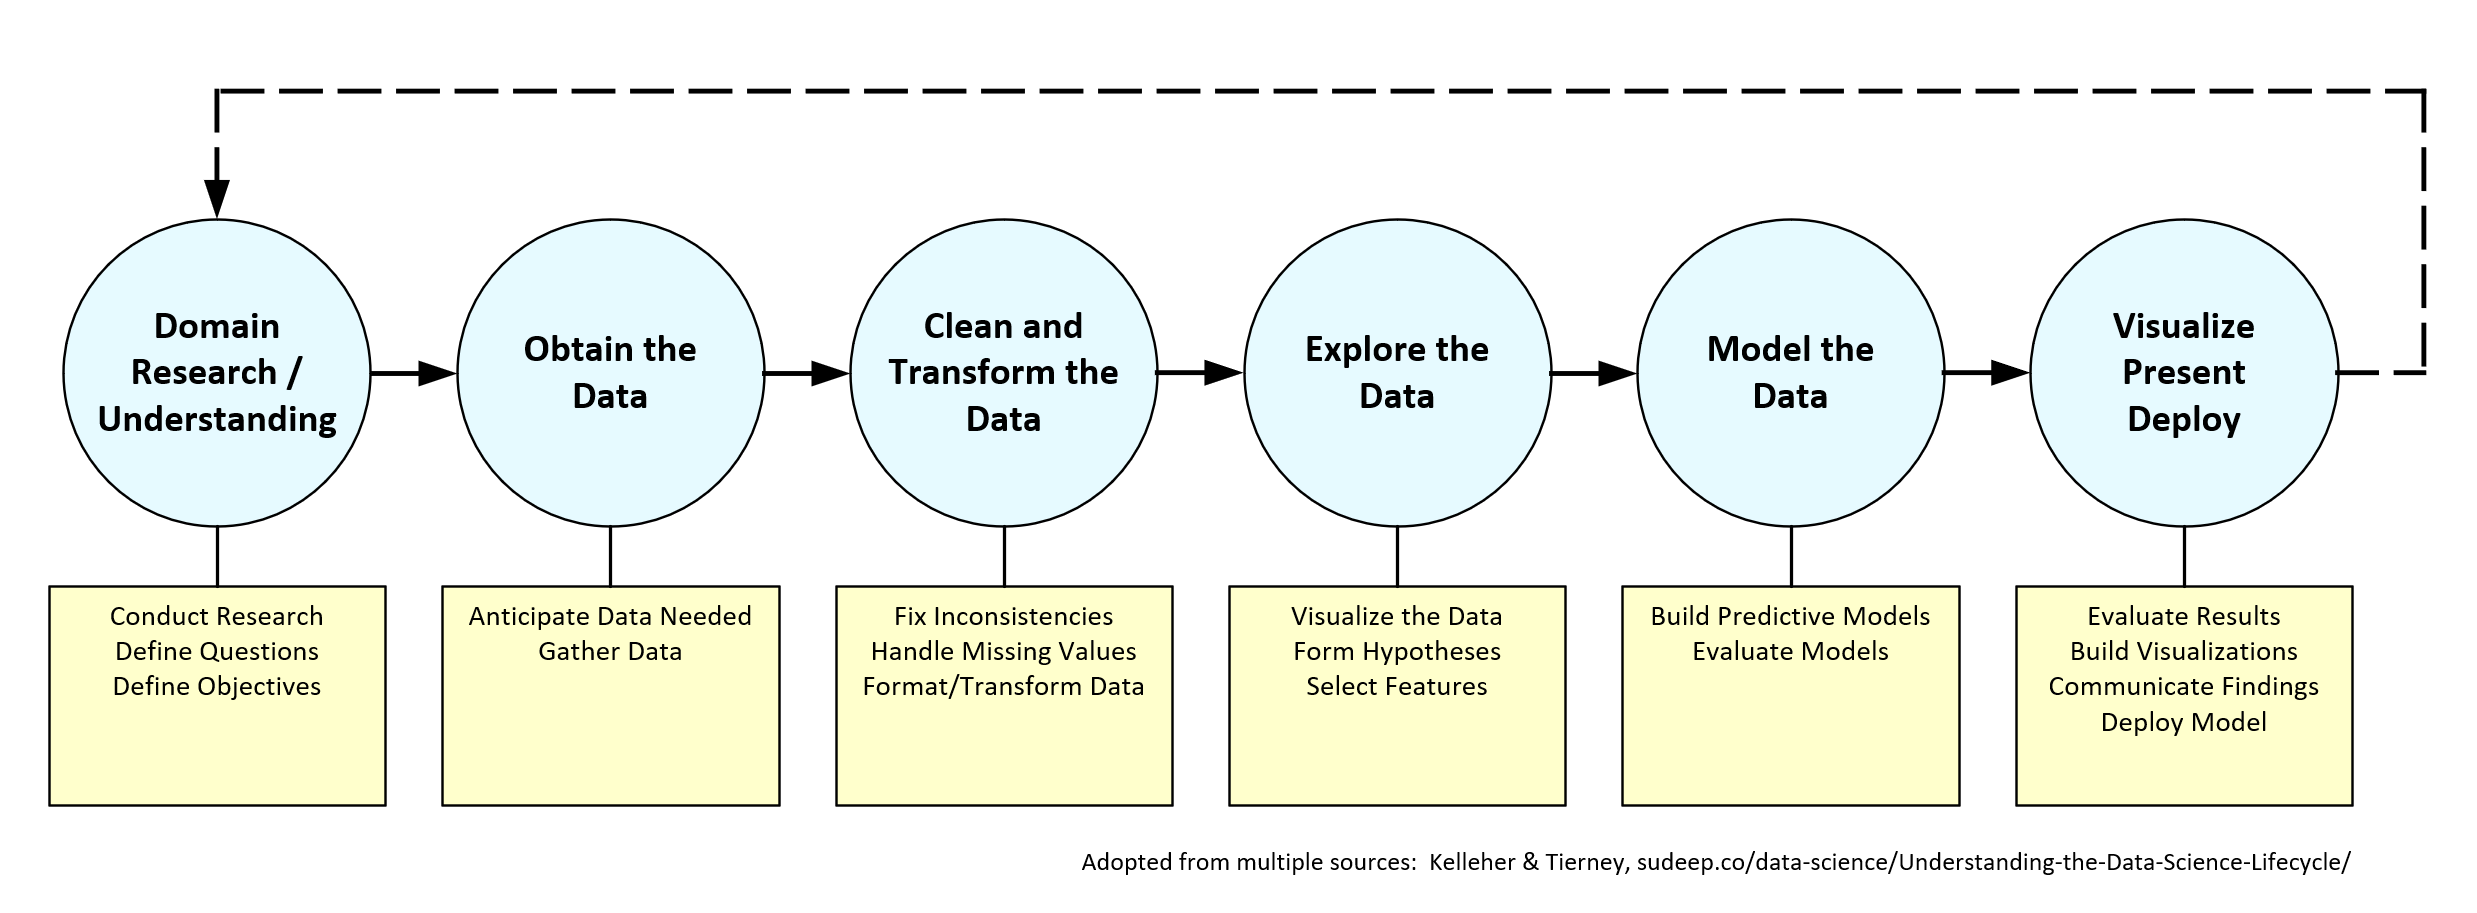 Domain
Research /
Understanding
Obtain the
Data
Clean and
Transform the
Data
Explore the
Data
Model the
Data
Visualize
Present
Deploy
Conduct Research
Define Questions
Define Objectives
Anticipate Data Needed
Gather Data
Fix Inconsistencies
Handle Missing Values
Format/Transform Data
Visualize the Data
Form Hypotheses
Select Features
Build Predictive Models
Evaluate Models
Evaluate Results
Build Visualizations
Communicate Findings
Deploy Model
Adopted from multiple sources:  Kelleher & Tierney, sudeep.co/data-science/Understanding-the-Data-Science-Lifecycle/